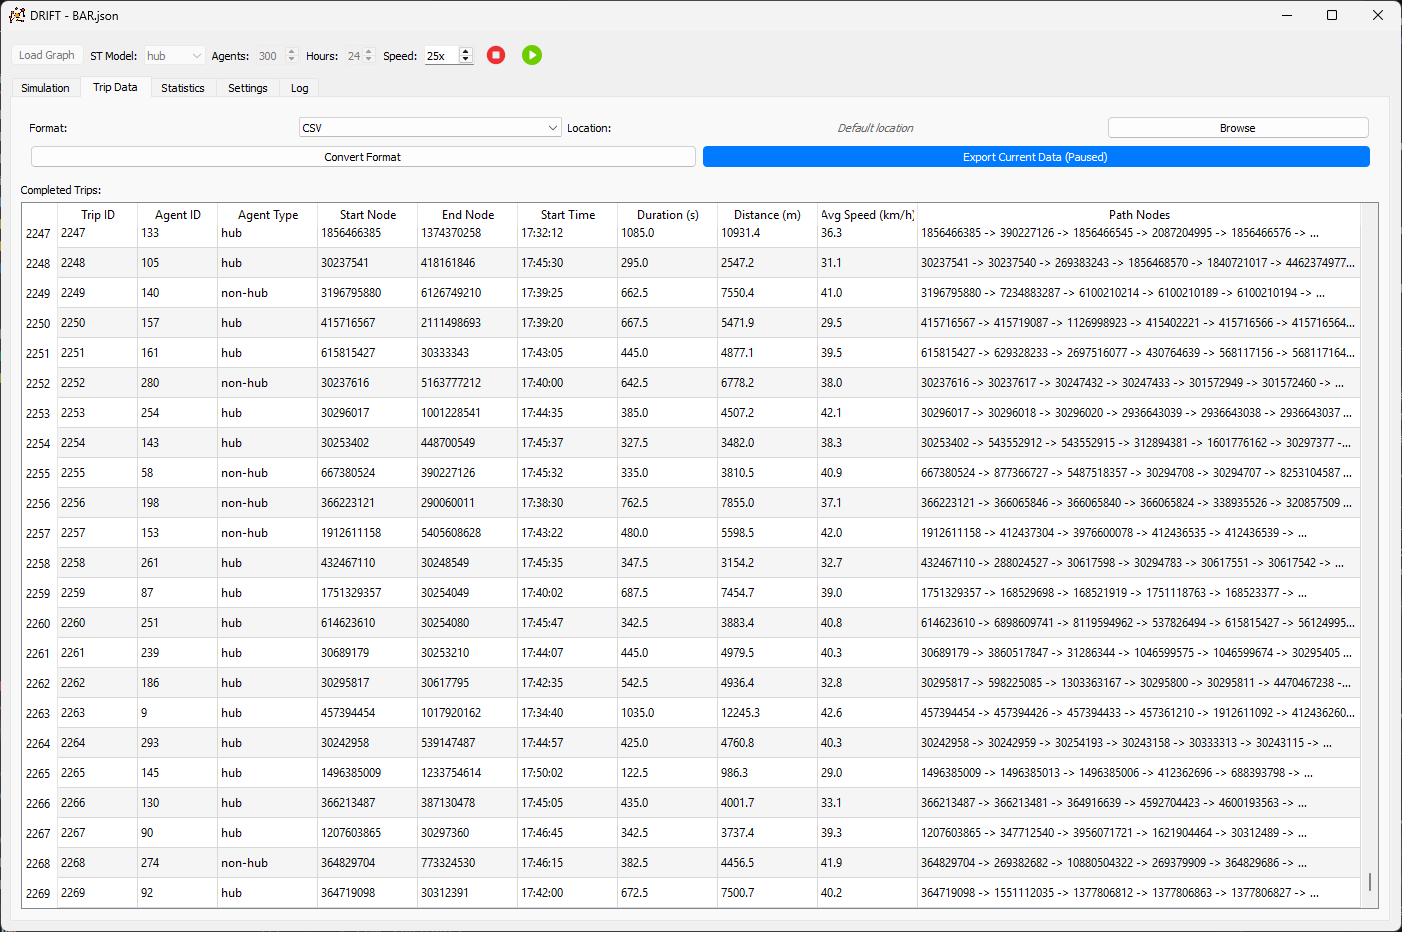 DRIFT - BAR.json
Load Graph ST Model: hub Agents: 300 Hours: 24 Speed: 25x
Simulation Trip Data Statistics Settings Log
Format: CSV Location: Default location Browse
Convert Format Export Current Data (Paused)
Completed Trips:
Trip ID Agent ID Agent Type Start Node End Node Start Time Duration (s) Distance (m) Avg Speed (km/h) Path Nodes
2247 2247 133 hub 1856466385 1374370258 17:32:12 1085.0 10931.4 36.3 1856466385 -> 390227126 -> 1856466545 -> 2087204995 -> 1856466576 -> ...
2248 2248 105 hub 30237541 418161846 17:45:30 295.0 2547.2 31.1 30237541 -> 30237540 -> 269383243 -> 1856468570 -> 1840721017 -> 4462374977...
2249 2249 140 non-hub 3196795880 6126749210 17:39:25 662.5 7550.4 41.0 3196795880 -> 7234883287 -> 6100210214 -> 6100210189 -> 6100210194 -> ...
2250 2250 157 hub 415716567 2111498693 17:39:20 667.5 5471.9 29.5 415716567 -> 415719087 -> 1126998923 -> 415402221 -> 415716566 -> 415716564...
2251 2251 161 hub 615815427 30333343 17:43:05 445.0 4877.1 39.5 615815427 -> 629328233 -> 2697516077 -> 430764639 -> 568117156 -> 568117164...
2252 2252 280 non-hub 30237616 5163777212 17:40:00 642.5 6778.2 38.0 30237616 -> 30237617 -> 30247432 -> 30247433 -> 301572949 -> 301572460 -> ...
2253 2253 254 hub 30296017 1001228541 17:44:35 385.0 4507.2 42.1 30296017 -> 30296018 -> 30296020 -> 2936643039 -> 2936643038 -> 2936643037 ...
2254 2254 143 hub 30253402 448700549 17:45:37 327.5 3482.0 38.3 30253402 -> 543552912 -> 543552915 -> 312894381 -> 1601776162 -> 30297377 -...
2255 2255 58 non-hub 667380524 390227126 17:45:32 335.0 3810.5 40.9 667380524 -> 877366727 -> 5487518357 -> 30294708 -> 30294707 -> 8253104587 ...
2256 2256 198 non-hub 366223121 290060011 17:38:30 762.5 7855.0 37.1 366223121 -> 366065846 -> 366065840 -> 366065824 -> 338935526 -> 320857509 ...
2257 2257 153 non-hub 1912611158 5405608628 17:43:22 480.0 5598.5 42.0 1912611158 -> 412437304 -> 3976600078 -> 412436535 -> 412436539 -> ...
2258 2258 261 hub 432467110 30248549 17:45:35 347.5 3154.2 32.7 432467110 -> 288024527 -> 30617598 -> 30294783 -> 30617551 -> 30617542 -> ...
2259 2259 87 hub 1751329357 30254049 17:40:02 687.5 7454.7 39.0 1751329357 -> 168529698 -> 168521919 -> 1751118763 -> 168523377 -> ...
2260 2260 251 hub 614623610 30254080 17:45:47 342.5 3883.4 40.8 614623610 -> 6898609741 -> 8119594962 -> 537826494 -> 615815427 -> 56124995...
2261 2261 239 hub 30689179 30253210 17:44:07 445.0 4979.5 40.3 30689179 -> 3860517847 -> 31286344 -> 1046599575 -> 1046599674 -> 30295405 ...
2262 2262 186 hub 30295817 30617795 17:42:35 542.5 4936.4 32.8 30295817 -> 598225085 -> 1303363167 -> 30295800 -> 30295811 -> 4470467238 -...
2263 2263 9 hub 457394454 1017920162 17:34:40 1035.0 12245.3 42.6 457394454 -> 457394426 -> 457394433 -> 457361210 -> 1912611092 -> 412436260...
2264 2264 293 hub 30242958 539147487 17:44:57 425.0 4760.8 40.3 30242958 -> 30242959 -> 30254193 -> 30243158 -> 30333313 -> 30243115 -> ...
2265 2265 145 hub 1496385009 1233754614 17:50:02 122.5 986.3 29.0 1496385009 -> 1496385013 -> 1496385006 -> 412362696 -> 688393798 -> ...
2266 2266 130 hub 366213487 387130478 17:45:05 435.0 4001.7 33.1 366213487 -> 366213481 -> 364916639 -> 4592704423 -> 4600193563 -> ...
2267 2267 90 hub 1207603865 30297360 17:46:45 342.5 3737.4 39.3 1207603865 -> 347712540 -> 3956071721 -> 1621904464 -> 30312489 -> ...
2268 2268 274 non-hub 364829704 773324530 17:46:15 382.5 4456.5 41.9 364829704 -> 269382682 -> 10880504322 -> 269379909 -> 364829686 -> ...
2269 2269 92 hub 364719098 30312391 17:42:00 672.5 7500.7 40.2 364719098 -> 1551112035 -> 1377806812 -> 1377806863 -> 1377806827 -> ...